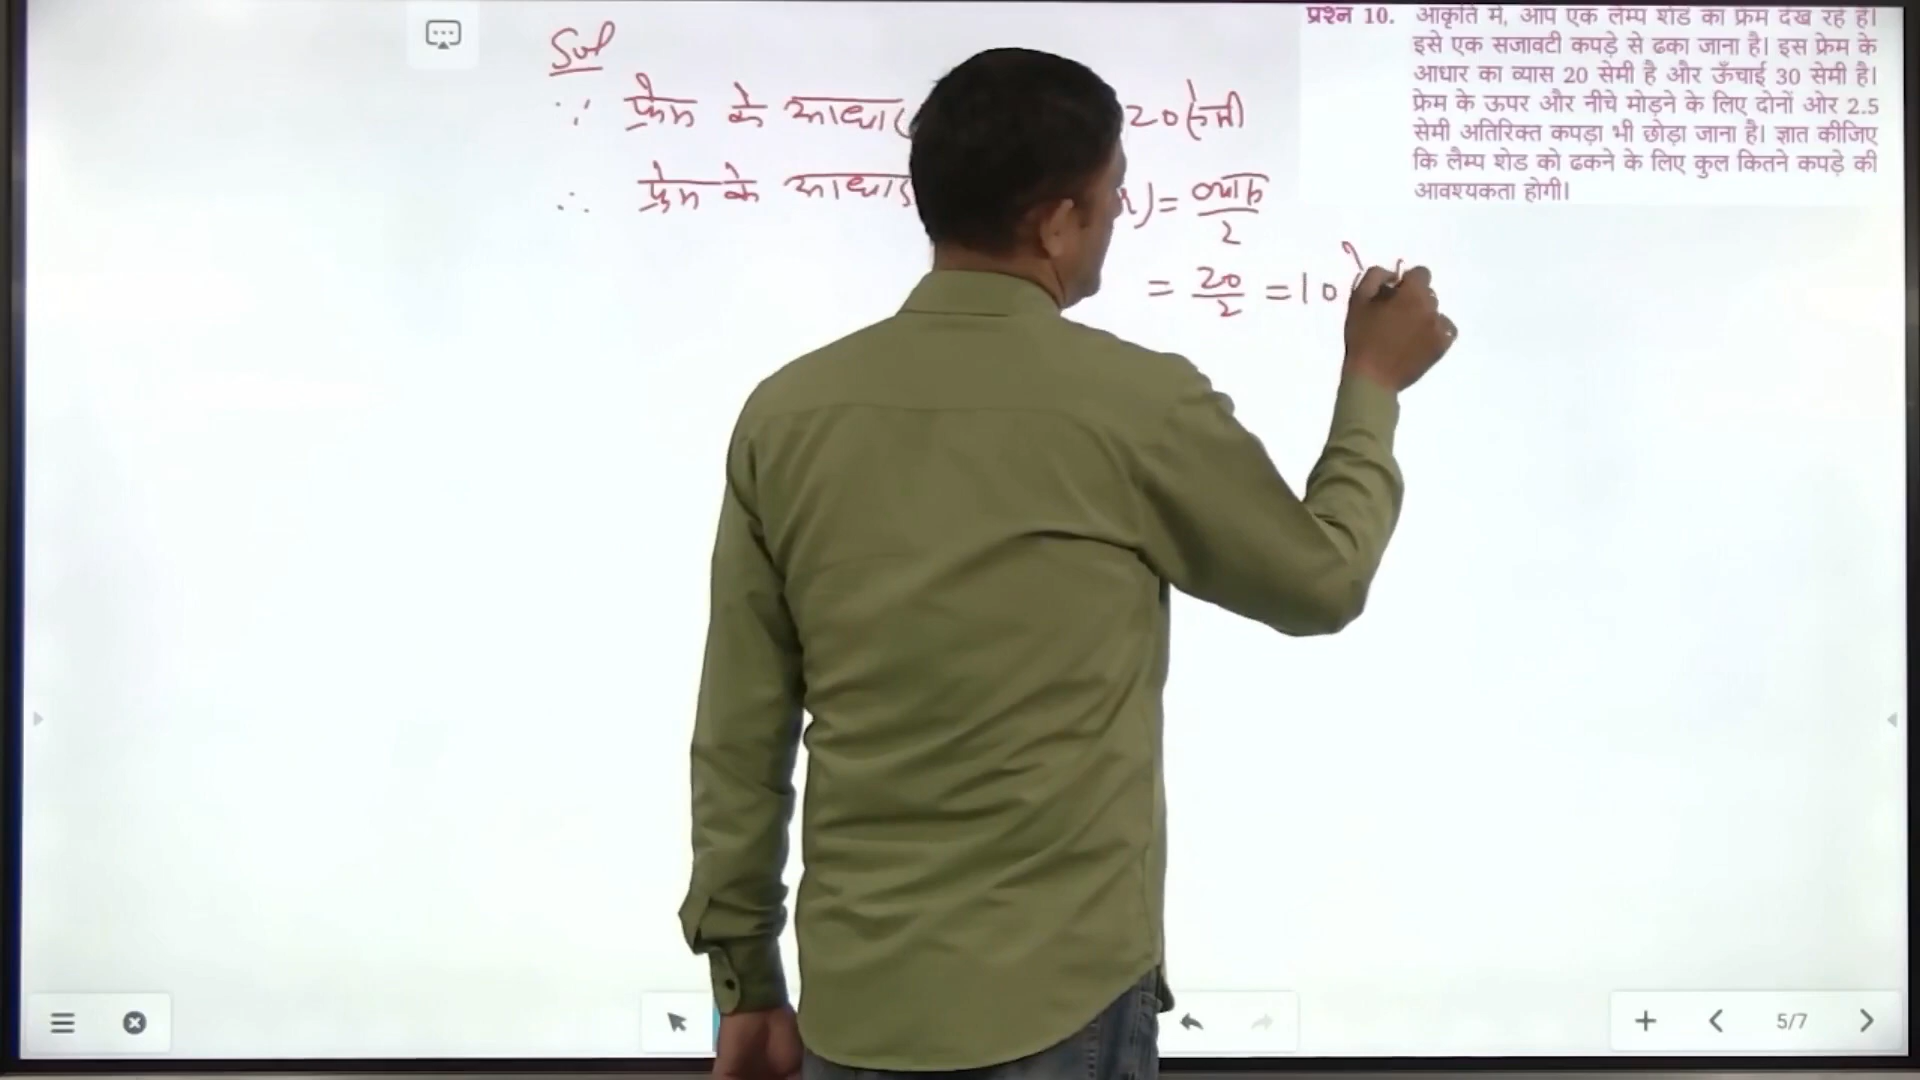 Sol
∵ फ्रेम के आधार 20 सेमी
∴ फ्रेम के आधार r) = व्यास/2
= 20/2 = 10
प्रश्न 10. आकृति में, आप एक लैम्प शेड का फ्रेम देख रहे हैं।
इसे एक सजावटी कपड़े से ढका जाना है। इस फ्रेम के
आधार का व्यास 20 सेमी है और ऊँचाई 30 सेमी है।
फ्रेम के ऊपर और नीचे मोड़ने के लिए दोनों ओर 2.5
सेमी अतिरिक्त कपड़ा भी छोड़ा जाना है। ज्ञात कीजिए
कि लैम्प शेड को ढकने के लिए कुल कितने कपड़े की
आवश्यकता होगी।
5/7